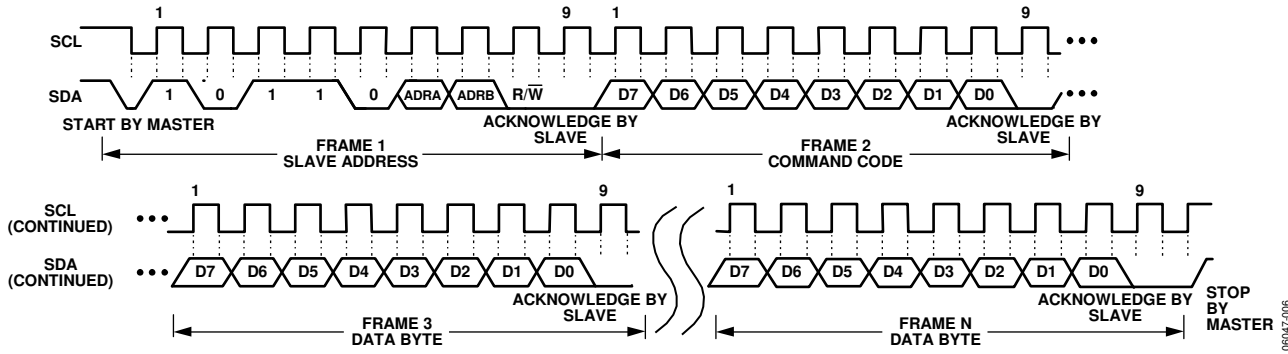 1 9 1 9
SCL
SDA 1 0 1 1 0 ADRA ADRB R/W D7 D6 D5 D4 D3 D2 D1 D0
START BY MASTER
ACKNOWLEDGE BY
SLAVE
ACKNOWLEDGE BY
SLAVE
FRAME 1
SLAVE ADDRESS
FRAME 2
COMMAND CODE
1 9 1 9
SCL
(CONTINUED)
SDA
(CONTINUED)
D7 D6 D5 D4 D3 D2 D1 D0
D7 D6 D5 D4 D3 D2 D1 D0
ACKNOWLEDGE BY
SLAVE
ACKNOWLEDGE BY
SLAVE
STOP
BY
MASTER
FRAME 3
DATA BYTE
FRAME N
DATA BYTE
06047-006